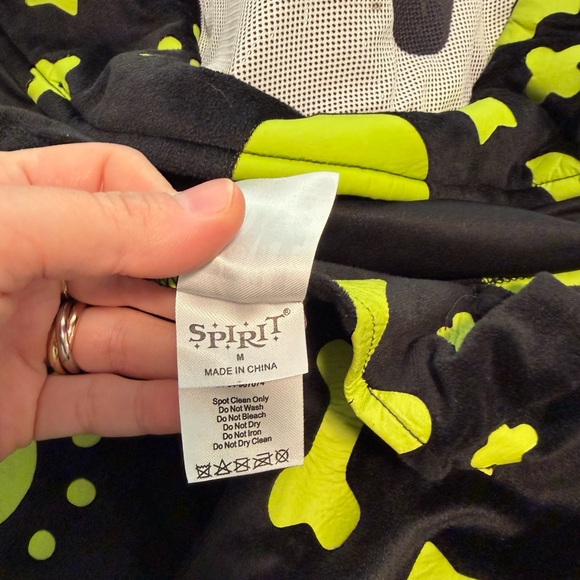 SPIRIT®
M
MADE IN CHINA
Spot Clean Only
Do Not Wash
Do Not Bleach
Do Not Dry
Do Not Iron
Do Not Dry Clean